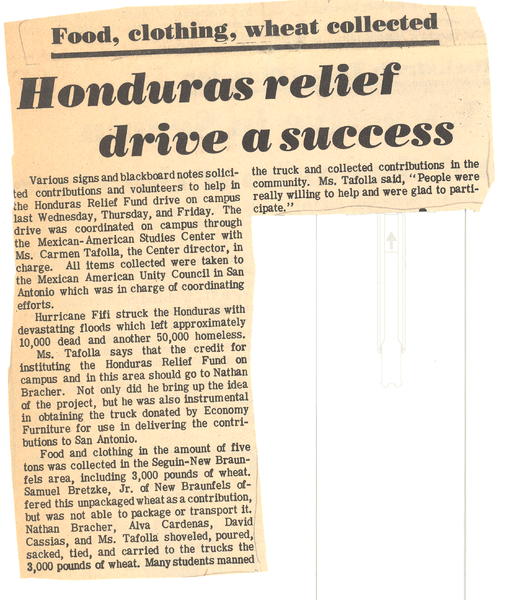 Food, clothing, wheat collected
Honduras relief
drive a success
Various signs and blackboard notes solici-
ted contributions and volunteers to help in
the Honduras Relief Fund drive on campus
last Wednesday, Thursday, and Friday. The
drive was coordinated on campus through
the Mexican-American Studies Center with
Ms. Carmen Tafolla, the Center director, in
charge. All items collected were taken to
the Mexican American Unity Council in San
Antonio which was in charge of coordinating
efforts.
Hurricane Fifi struck the Honduras with
devastating floods which left approximately
10,000 dead and another 50,000 homeless.
Ms. Tafolla says that the credit for
instituting the Honduras Relief Fund on
campus and in this area should go to Nathan
Bracher. Not only did he bring up the idea
of the project, but he was also instrumental
in obtaining the truck donated by Economy
Furniture for use in delivering the contri-
butions to San Antonio.
Food and clothing in the amount of five
tons was collected in the Seguin-New Braun-
fels area, including 3,000 pounds of wheat.
Samuel Bretzke, Jr. of New Braunfels of-
fered this unpackaged wheat as a contribution,
but was not able to package or transport it.
Nathan Bracher, Alva Cardenas, David
Cassias, and Ms. Tafolla shoveled, poured,
sacked, tied, and carried to the trucks the
3,000 pounds of wheat. Many students manned
the truck and collected contributions in the
community. Ms. Tafolla said, "People were
really willing to help and were glad to parti-
cipate."